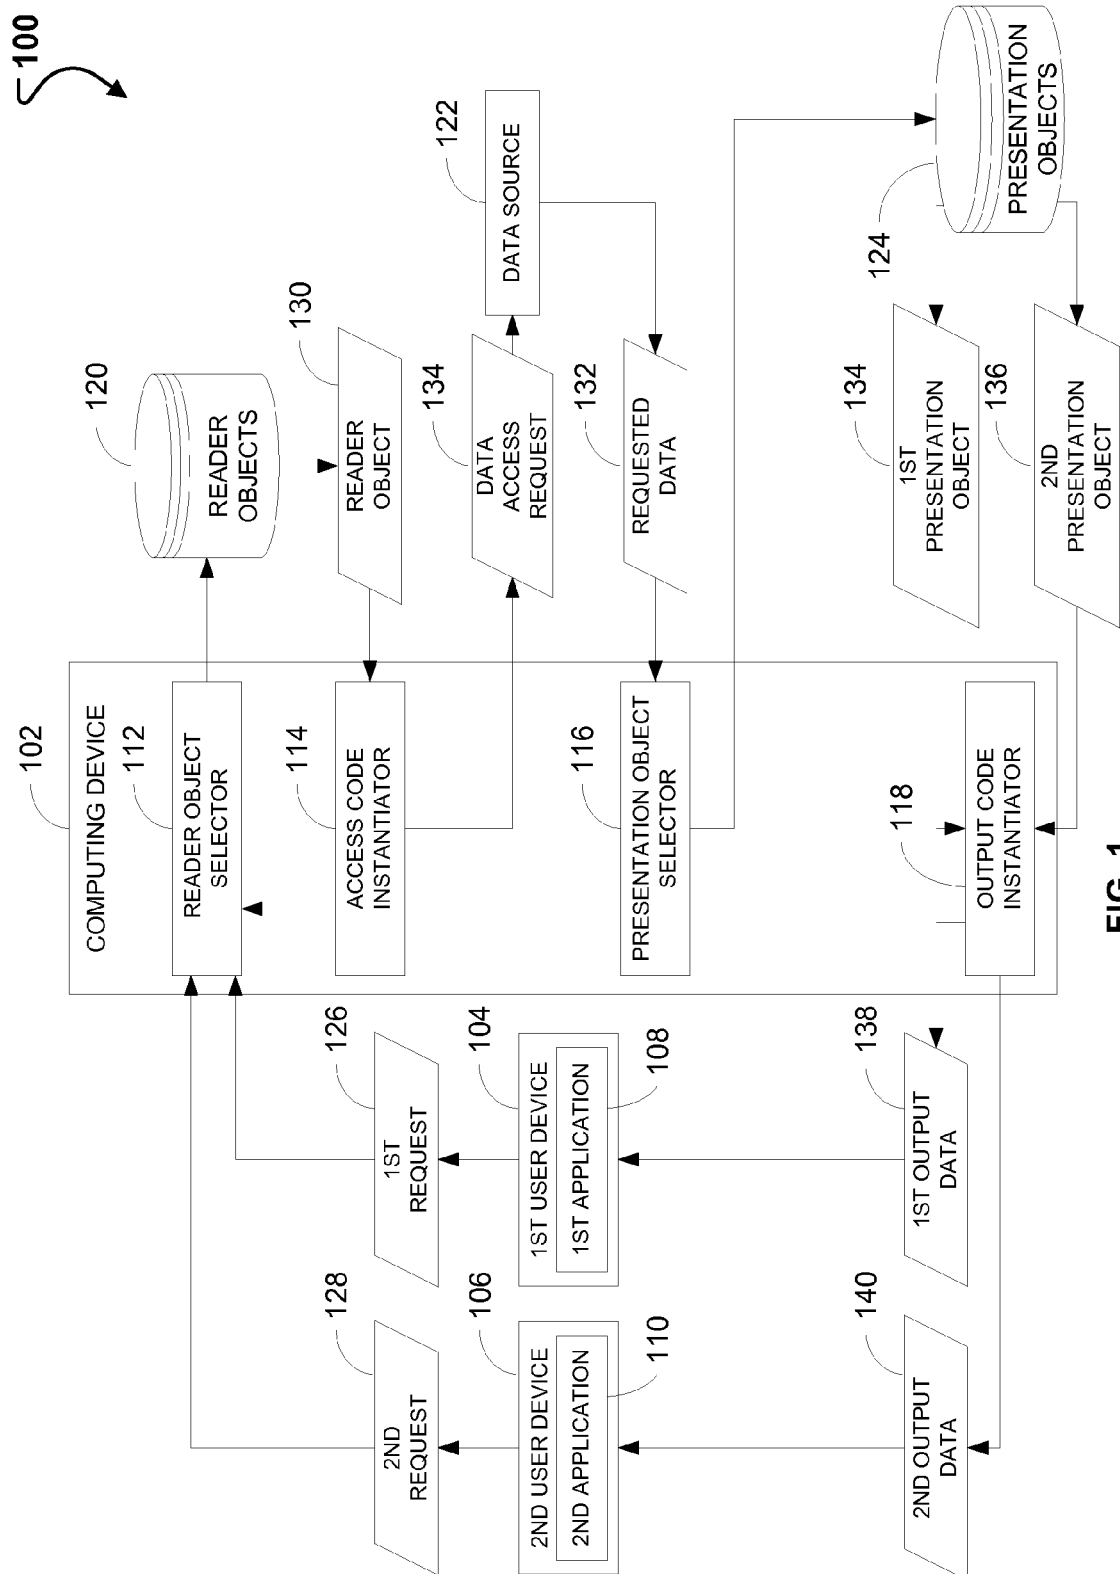 100
102
COMPUTING DEVICE
120
112
READER OBJECT
SELECTOR
READER
OBJECTS
128
126
114
130
2ND
REQUEST
1ST
REQUEST
ACCESS CODE
INSTANTIATOR
READER
OBJECT
106
104
134
122
2ND USER DEVICE
2ND APPLICATION
110
1ST USER DEVICE
1ST APPLICATION
108
DATA
ACCESS
REQUEST
DATA SOURCE
116
132
PRESENTATION OBJECT
SELECTOR
REQUESTED
DATA
140
138
118
134
124
2ND OUTPUT
DATA
1ST OUTPUT
DATA
OUTPUT CODE
INSTANTIATOR
1ST
PRESENTATION
OBJECT
136
2ND
PRESENTATION
OBJECT
PRESENTATION
OBJECTS
FIG. 1